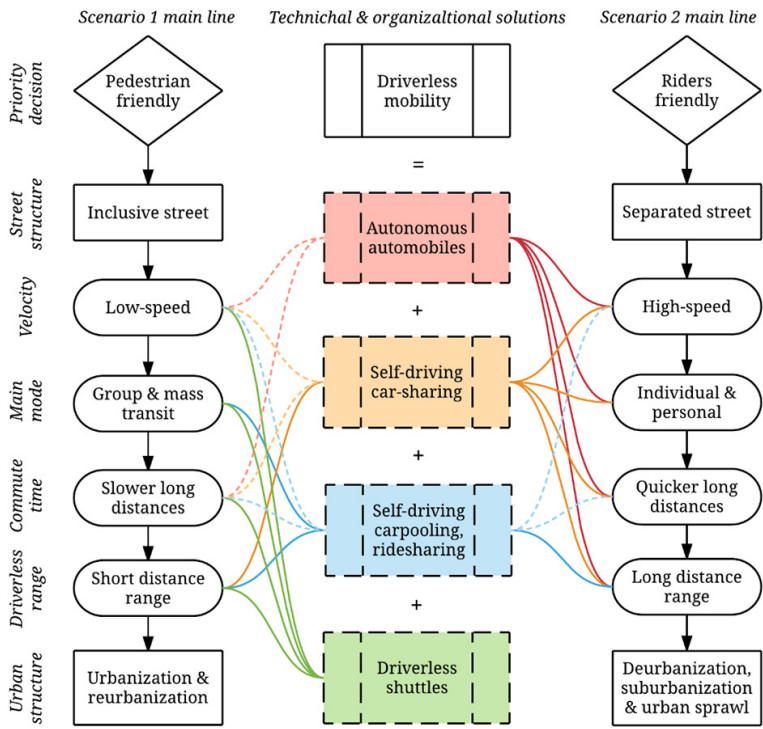 Scenario 1 main line
Technichal & organizaltional solutions
Scenario 2 main line
Priority
decision
Pedestrian
friendly
Driverless
mobility
Riders
friendly
=
Street
structure
Inclusive street
Autonomous
automobiles
Separated street
+
Velocity
Low-speed
High-speed
Main
mode
Group & mass
transit
Self-driving
car-sharing
Individual &
personal
+
Commute
time
Slower long
distances
Self-driving
carpooling,
ridesharing
Quicker long
distances
Driverless
range
Short distance
range
Long distance
range
+
Urban
structure
Urbanization &
reurbanization
Driverless
shuttles
Deurbanization,
suburbanization
& urban sprawl